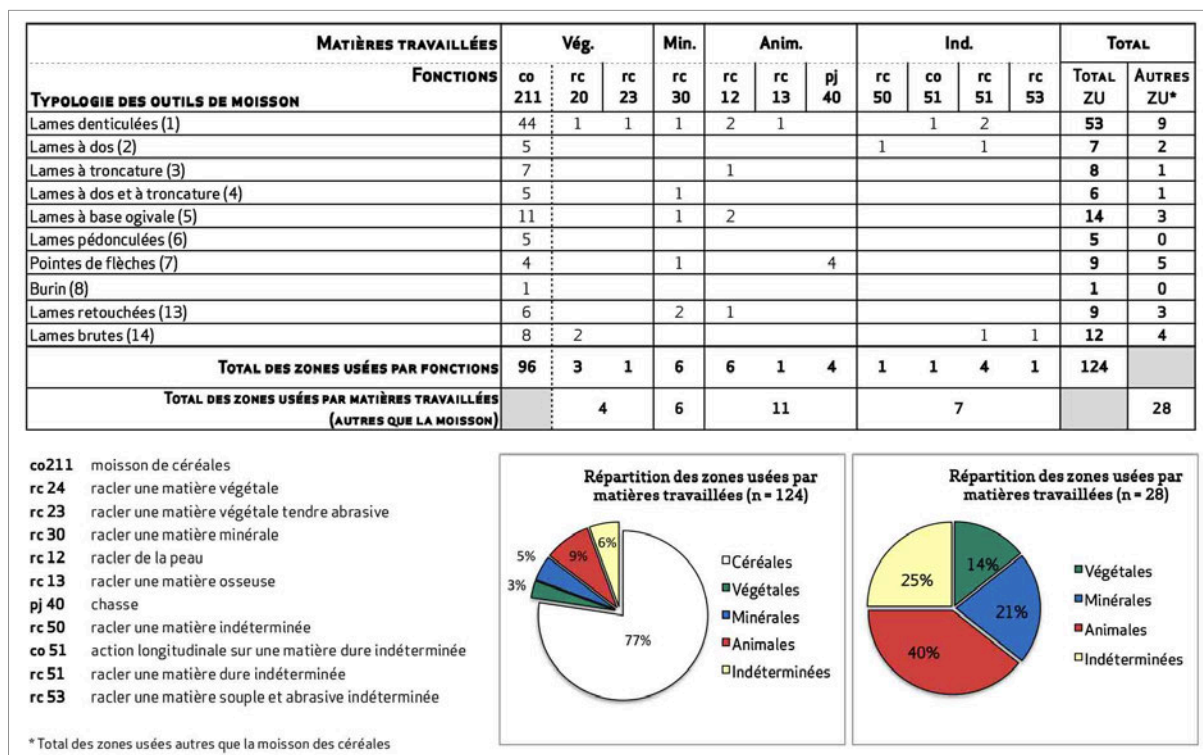 MATIÈRES TRAVAILLÉES Vég. Min. Anim. Ind. TOTAL
FONCTIONS co 211 rc 20 rc 23 rc 30 rc 12 rc 13 pj 40 rc 50 co 51 rc 51 rc 53 TOTAL ZU AUTRES ZU*
TYPOLOGIE DES OUTILS DE MOISSON
Lames denticulées (1) 44 1 1 1 2 1 1 2 53 9
Lames à dos (2) 5 1 1 7 2
Lames à troncature (3) 7 1 8 1
Lames à dos et à troncature (4) 5 1 6 1
Lames à base ogivale (5) 11 1 2 14 3
Lames pédonculées (6) 5 5 0
Pointes de flèches (7) 4 1 4 9 5
Burin (8) 1 1 0
Lames retouchées (13) 6 2 1 9 3
Lames brutes (14) 8 2 1 1 12 4
TOTAL DES ZONES USÉES PAR FONCTIONS 96 3 1 6 6 1 4 1 1 4 1 124
TOTAL DES ZONES USÉES PAR MATIÈRES TRAVAILLÉES
(AUTRES QUE LA MOISSON) 4 6 11 7 28
co211 moisson de céréales
rc 24 racler une matière végétale
rc 23 racler une matière végétale tendre abrasive
rc 30 racler une matière minérale
rc 12 racler de la peau
rc 13 racler une matière osseuse
pj 40 chasse
rc 50 racler une matière indéterminée
co 51 action longitudinale sur une matière dure indéterminée
rc 51 racler une matière dure indéterminée
rc 53 racler une matière souple et abrasive indéterminée
* Total des zones usées autres que la moisson des céréales
Répartition des zones usées par
matières travaillées (n = 124)
6%
9%
5%
3%
77%
Céréales
Végétales
Minérales
Animales
Indéterminées
Répartition des zones usées par
matières travaillées (n = 28)
14%
25%
21%
40%
Végétales
Minérales
Animales
Indéterminées